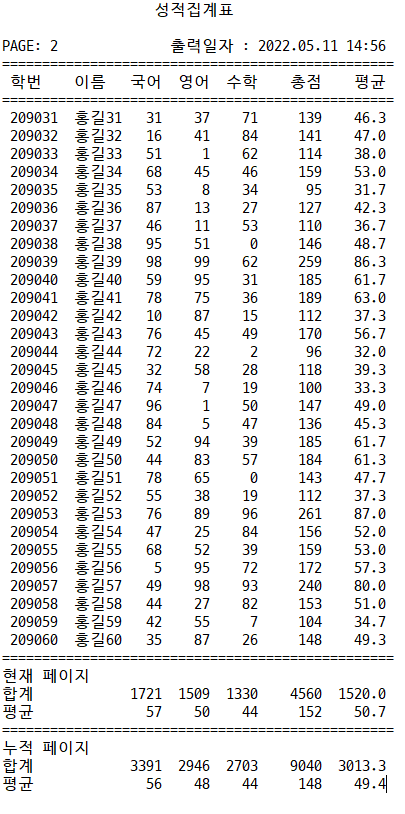 성적집계표
PAGE: 2 출력일자 : 2022.05.11 14:56
=================================================
학번 이름 국어 영어 수학 총점 평균
=================================================
209031 홍길31 31 37 71 139 46.3
209032 홍길32 16 41 84 141 47.0
209033 홍길33 51 1 62 114 38.0
209034 홍길34 68 45 46 159 53.0
209035 홍길35 53 8 34 95 31.7
209036 홍길36 87 13 27 127 42.3
209037 홍길37 46 11 53 110 36.7
209038 홍길38 95 51 0 146 48.7
209039 홍길39 98 99 62 259 86.3
209040 홍길40 59 95 31 185 61.7
209041 홍길41 78 75 36 189 63.0
209042 홍길42 10 87 15 112 37.3
209043 홍길43 76 45 49 170 56.7
209044 홍길44 72 22 2 96 32.0
209045 홍길45 32 58 28 118 39.3
209046 홍길46 74 7 19 100 33.3
209047 홍길47 96 1 50 147 49.0
209048 홍길48 84 5 47 136 45.3
209049 홍길49 52 94 39 185 61.7
209050 홍길50 44 83 57 184 61.3
209051 홍길51 78 65 0 143 47.7
209052 홍길52 55 38 19 112 37.3
209053 홍길53 76 89 96 261 87.0
209054 홍길54 47 25 84 156 52.0
209055 홍길55 68 52 39 159 53.0
209056 홍길56 5 95 72 172 57.3
209057 홍길57 49 98 93 240 80.0
209058 홍길58 44 27 82 153 51.0
209059 홍길59 42 55 7 104 34.7
209060 홍길60 35 87 26 148 49.3
=================================================
현재 페이지
합계 1721 1509 1330 4560 1520.0
평균 57 50 44 152 50.7
=================================================
누적 페이지
합계 3391 2946 2703 9040 3013.3
평균 56 48 44 148 49.4